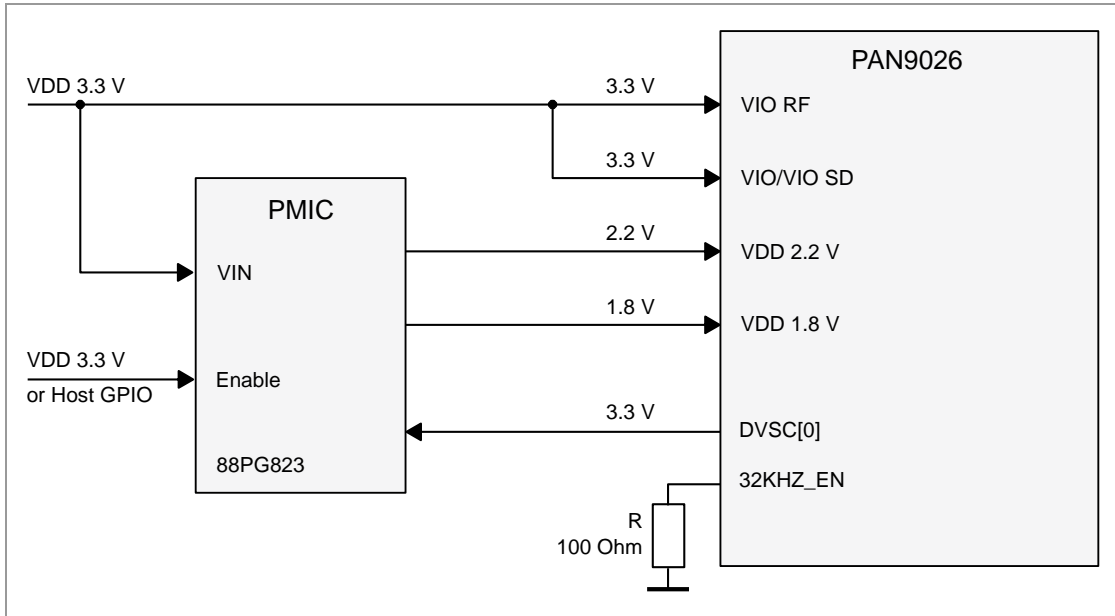 PAN9026
VDD 3.3 V
3.3 V
VIO RF
3.3 V
VIO/VIO SD
PMIC
2.2 V
VDD 2.2 V
VIN
1.8 V
VDD 1.8 V
VDD 3.3 V
or Host GPIO
Enable
3.3 V
DVSC[0]
88PG823
32KHZ_EN
R
100 Ohm